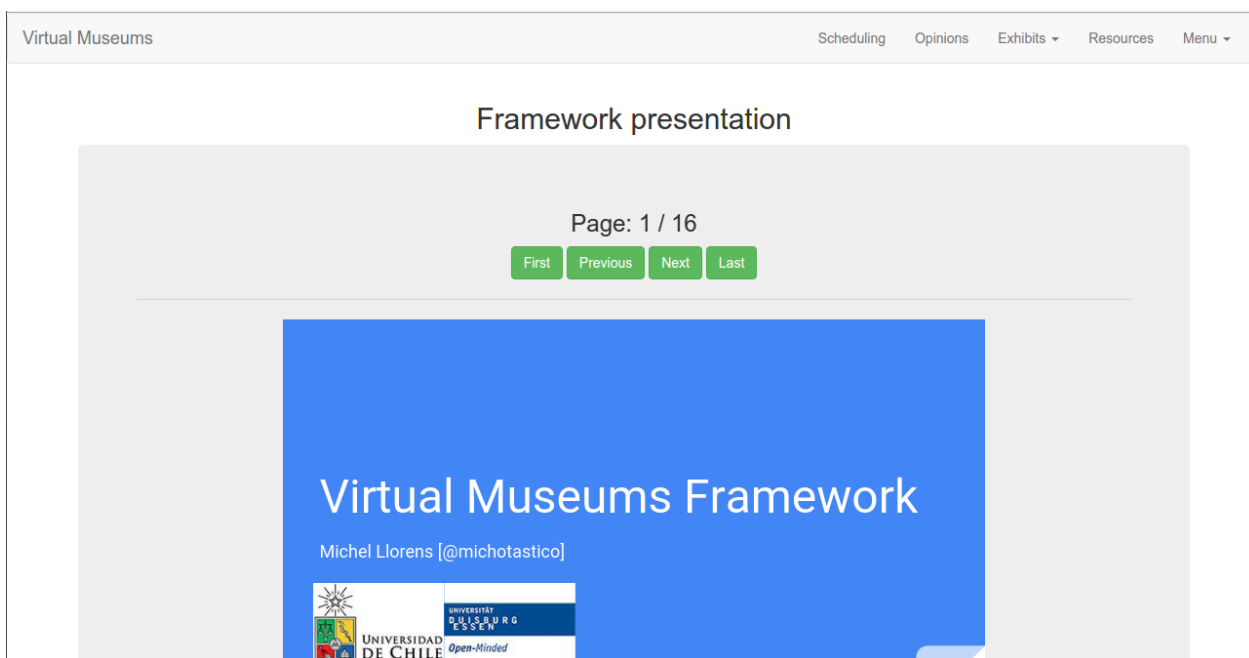 Virtual Museums Scheduling Opinions Exhibits Resources Menu
Framework presentation
Page: 1 / 16
First Previous Next Last
Virtual Museums Framework
Michel Llorens [@michotastico]
UNIVERSIDAD
DE CHILE
UNIVERSITÄT
DUISBURG
ESSEN
Open-Minded